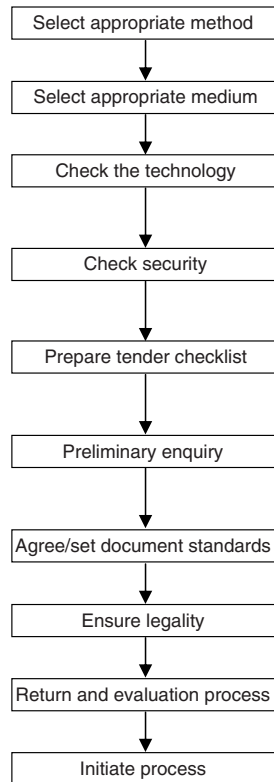 Select appropriate method
Select appropriate medium
Check the technology
Check security
Prepare tender checklist
Preliminary enquiry
Agree/set document standards
Ensure legality
Return and evaluation process
Initiate process